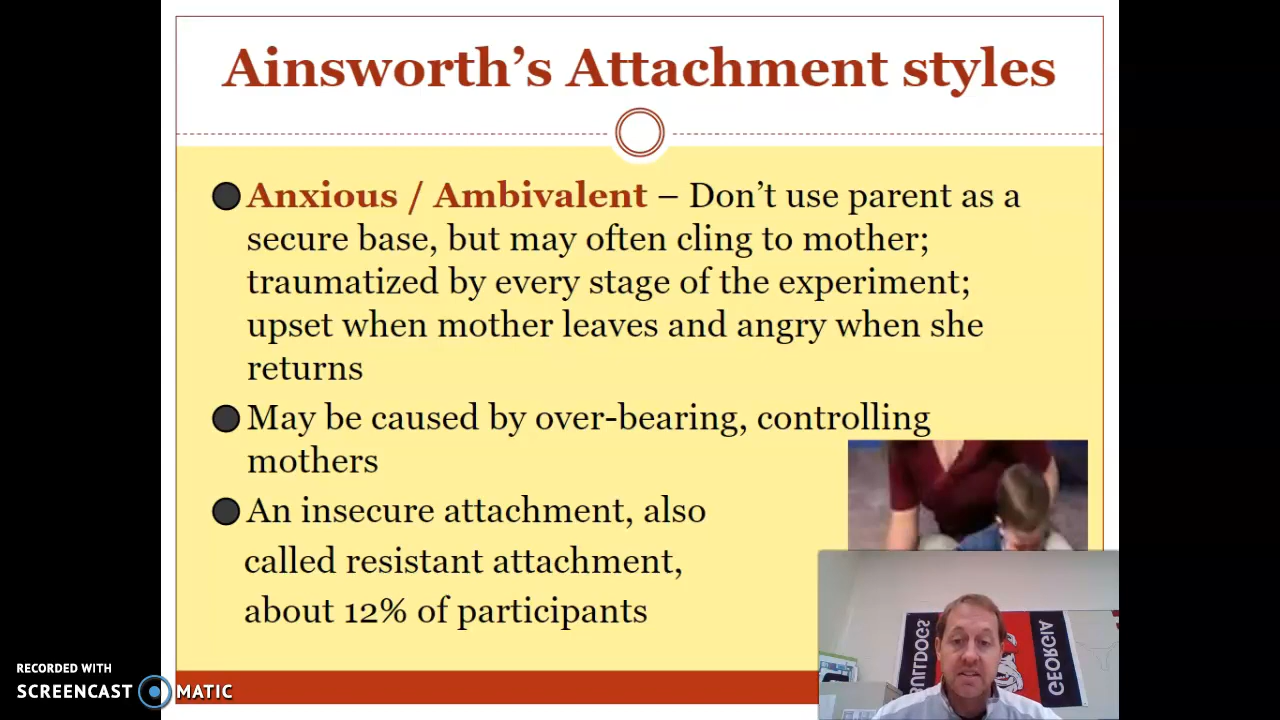 Ainsworth’s Attachment styles
Anxious / Ambivalent – Don’t use parent as a
secure base, but may often cling to mother;
traumatized by every stage of the experiment;
upset when mother leaves and angry when she
returns
May be caused by over-bearing, controlling
mothers
An insecure attachment, also
called resistant attachment,
about 12% of participants
BULLDOGS
GEORGIA
RECORDED WITH
SCREENCAST MATIC